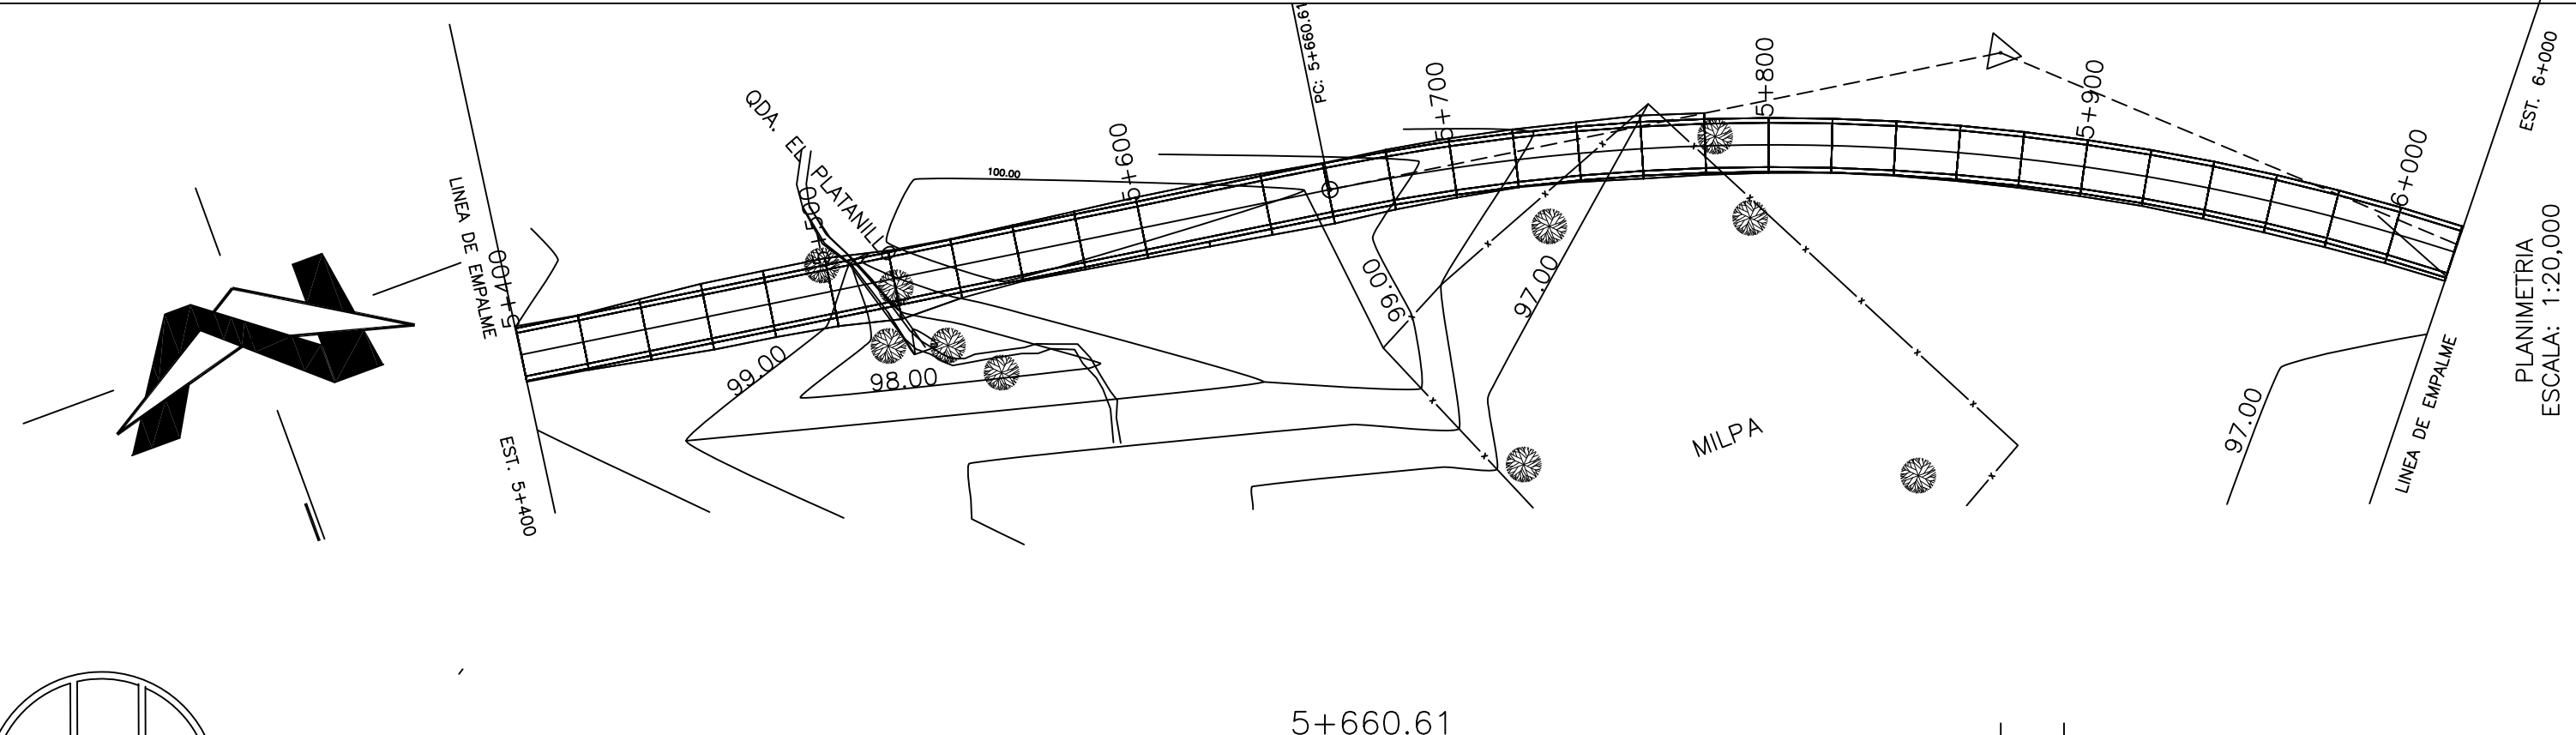 LINEA DE EMPALME
5+400
EST. 5+400
QDA. EL PLATANILLO
5+500
99.00
98.00
100.00
5+600
PC: 5+660.61
5+700
99.00
97.00
5+800
MILPA
5+900
97.00
6+000
LINEA DE EMPALME
EST. 6+000
PLANIMETRIA
ESCALA: 1:20,000
5+660.61